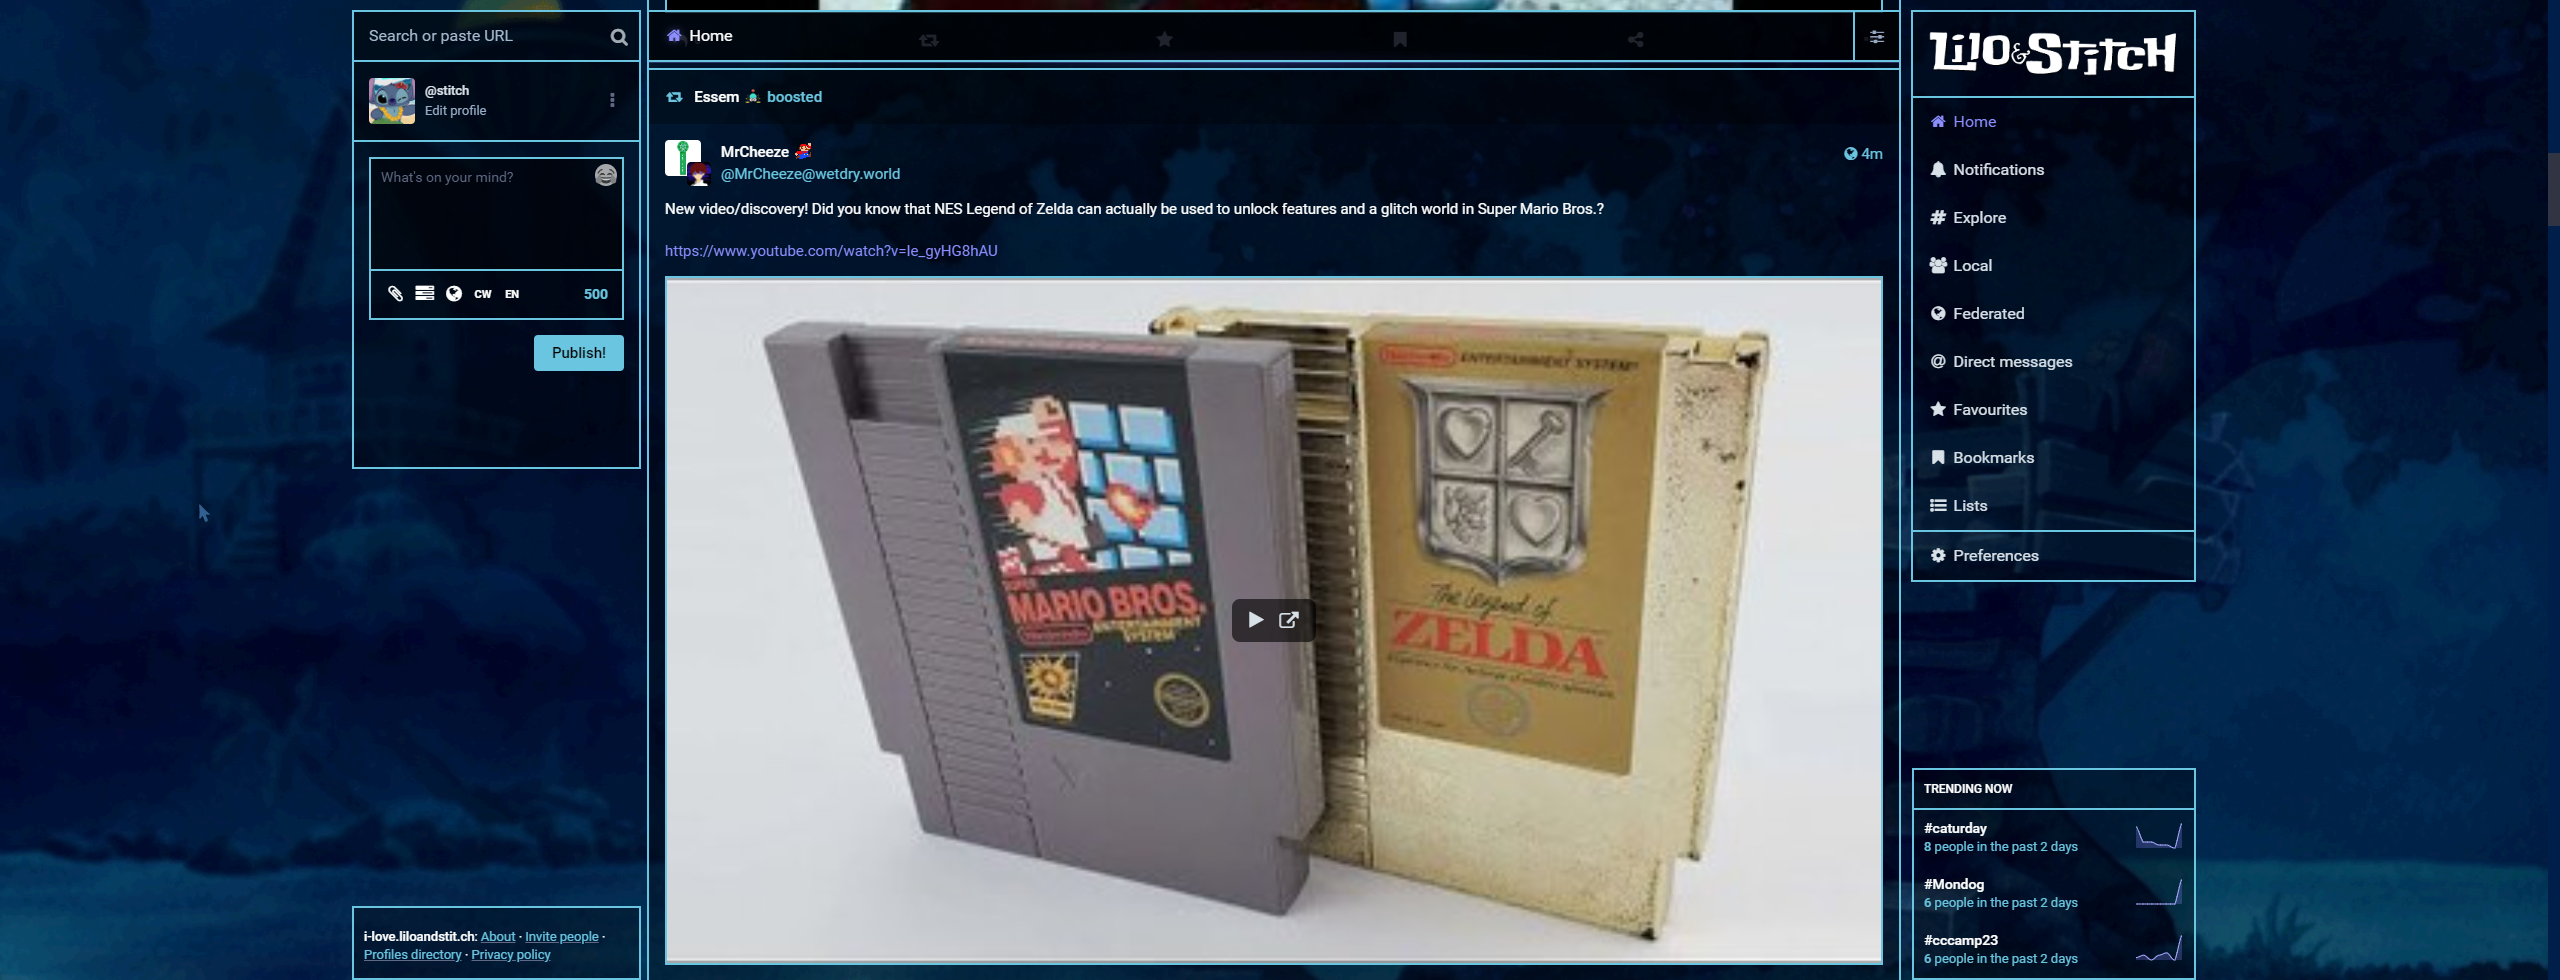 Search or paste URL
@stitch
Edit profile
What's on your mind?
CW EN 500
Publish!
i-love.liloandstit.ch: About · Invite people ·
Profiles directory · Privacy policy
Home
Essem boosted
MrCheeze
@MrCheeze@wetdry.world
4m
New video/discovery! Did you know that NES Legend of Zelda can actually be used to unlock features and a glitch world in Super Mario Bros.?
https://www.youtube.com/watch?v=Ie_gyHG8hAU
SUPER
MARIO BROS.
Nintendo
ENTERTAINMENT
SYSTEM
Nintendo ENTERTAINMENT SYSTEM
The Legend of
ZELDA
Lilo & Stitch
Home
Notifications
Explore
Local
Federated
Direct messages
Favourites
Bookmarks
Lists
Preferences
TRENDING NOW
#caturday
8 people in the past 2 days
#Mondog
6 people in the past 2 days
#cccamp23
6 people in the past 2 days